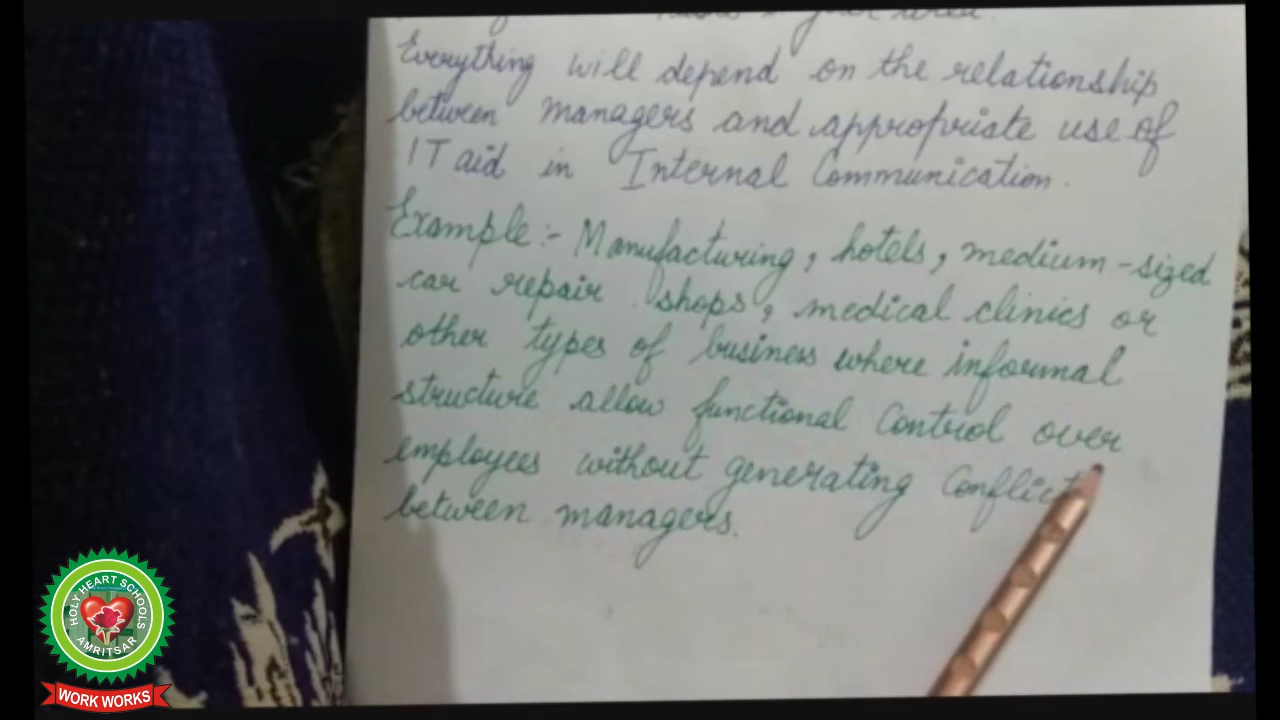 your area.
Everything will depend on the relationship
between managers and appropriate use of
IT aid in Internal Communication.
Example:- Manufacturing, hotels, medium-sized
car repair shops, medical clinics or
other types of business where informal
structure allow functional Control over
employees without generating Conflict
between managers.
HOLY HEART SCHOOLS
AMRITSAR
WORK WORKS